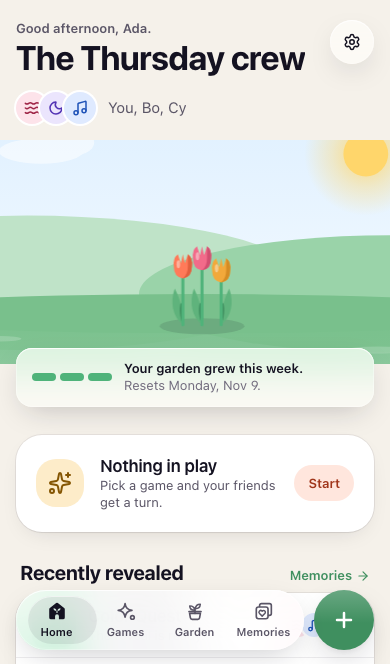 Good afternoon, Ada.
The Thursday crew
You, Bo, Cy
Your garden grew this week.
Resets Monday, Nov 9.
Nothing in play
Pick a game and your friends
get a turn.
Start
Recently revealed
Memories
Home
Games
Garden
Memories